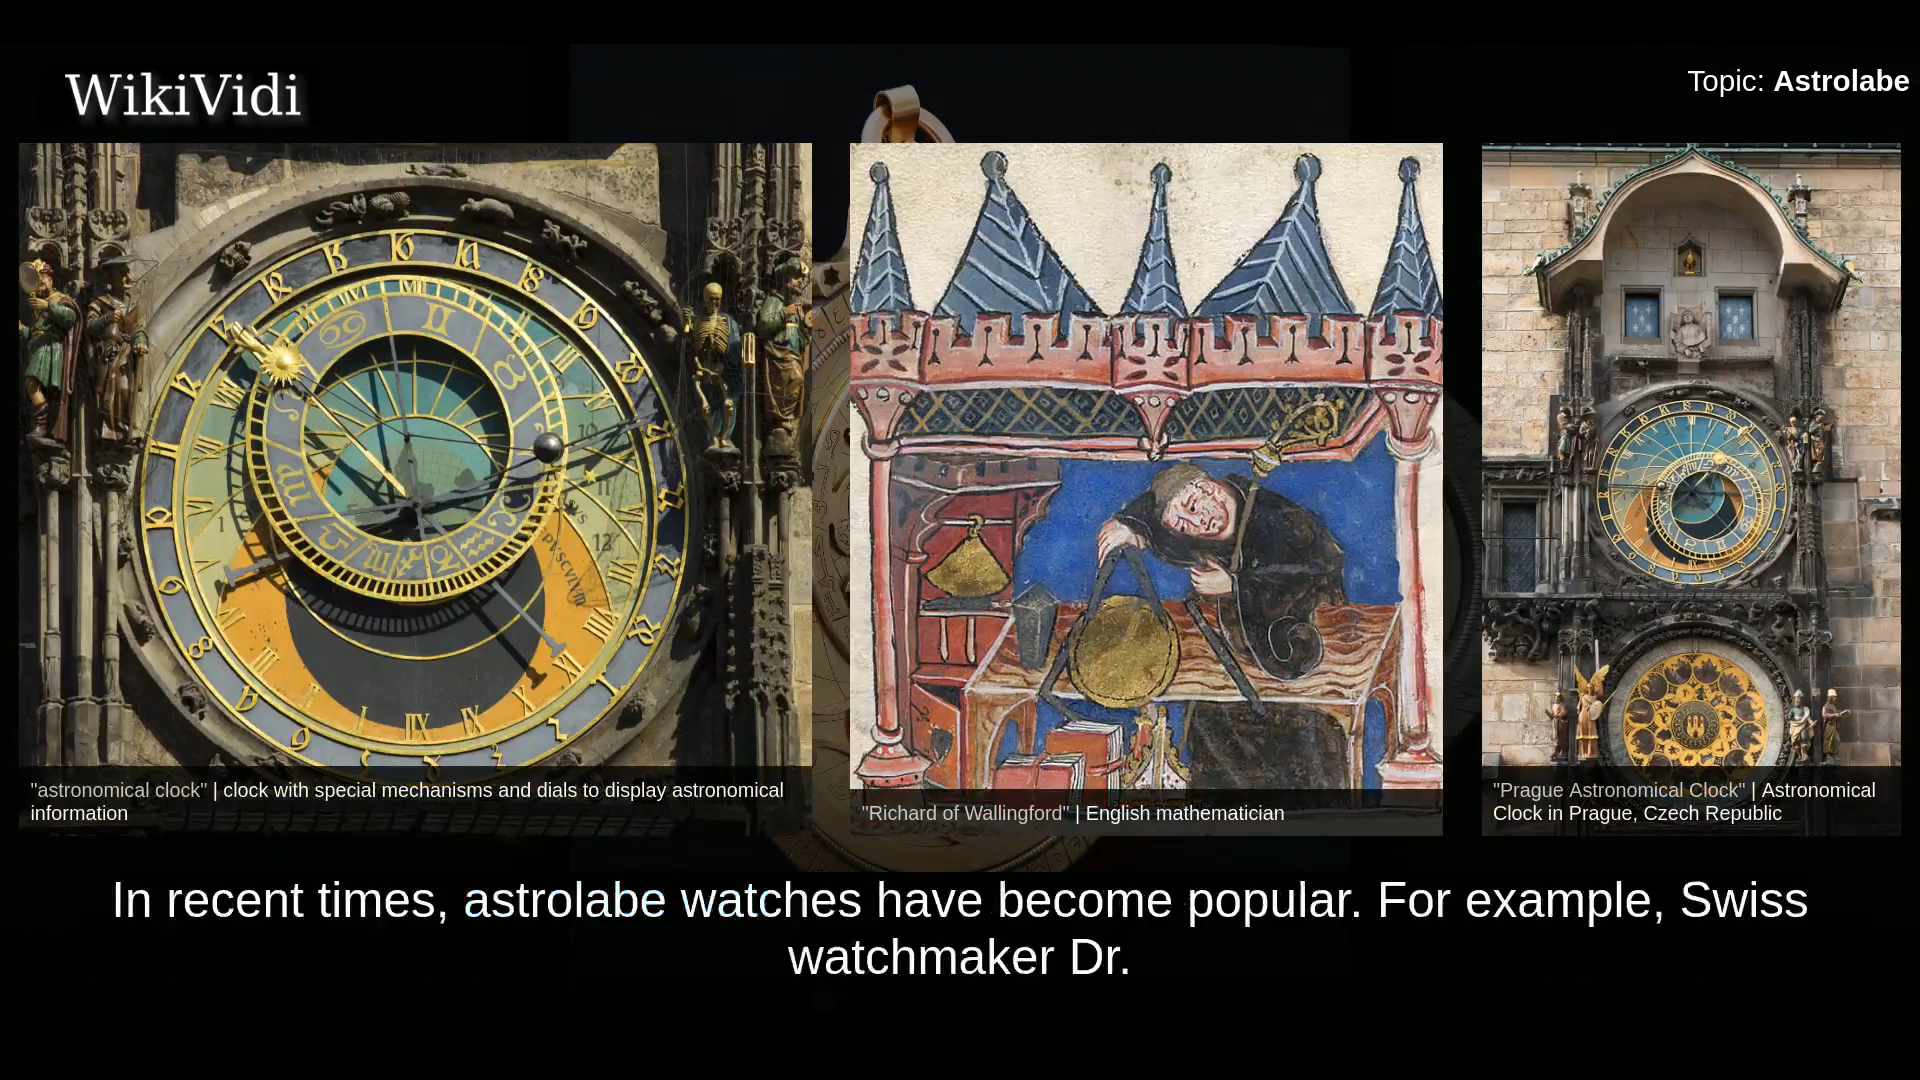 WikiVidi
Topic: Astrolabe
"astronomical clock" | clock with special mechanisms and dials to display astronomical
information
"Richard of Wallingford" | English mathematician
"Prague Astronomical Clock" | Astronomical
Clock in Prague, Czech Republic
In recent times, astrolabe watches have become popular. For example, Swiss
watchmaker Dr.